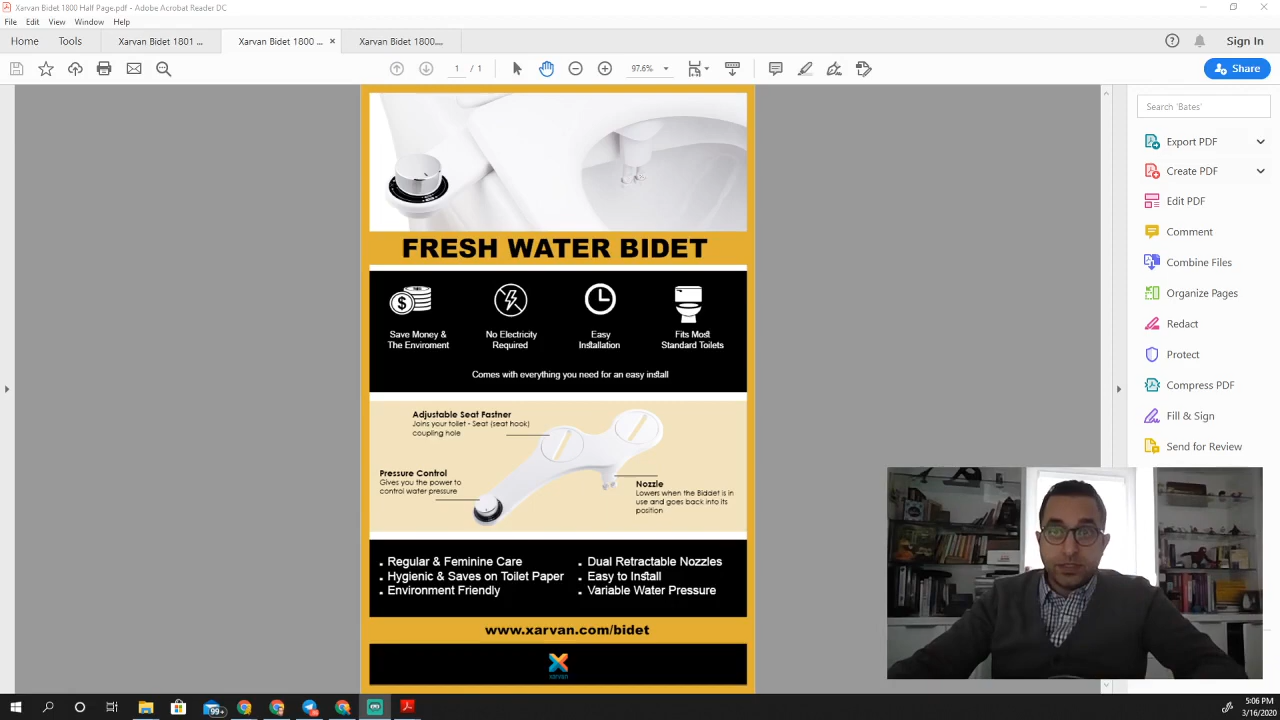 Xarvan Bidet 1800 Half Page.pdf - Adobe Acrobat Reader DC
File Edit View Window Help
Home Tools Xarvan Bidet 1801 ... Xarvan Bidet 1800 ... × Xarvan Bidet 1800... Sign In
1 / 1 97.6% Share
Search 'Bates'
Export PDF
Create PDF
Edit PDF
Comment
Combine Files
Organize Pages
Redact
Protect
Compress PDF
Fill & Sign
Send for Review
FRESH WATER BIDET
Save Money &
The Enviroment
No Electricity
Required
Easy
Installation
Fits Most
Standard Toilets
Comes with everything you need for an easy install
Adjustable Seat Fastner
Joins your toilet - Seat (seat hook)
coupling hole
Pressure Control
Gives you the power to
control water pressure
Nozzle
Lowers when the Biddet is in
use and goes back into its
position
Regular & Feminine Care
Hygienic & Saves on Toilet Paper
Environment Friendly
Dual Retractable Nozzles
Easy to Install
Variable Water Pressure
www.xarvan.com/bidet
xarvan
99+
5:06 PM
3/16/2020